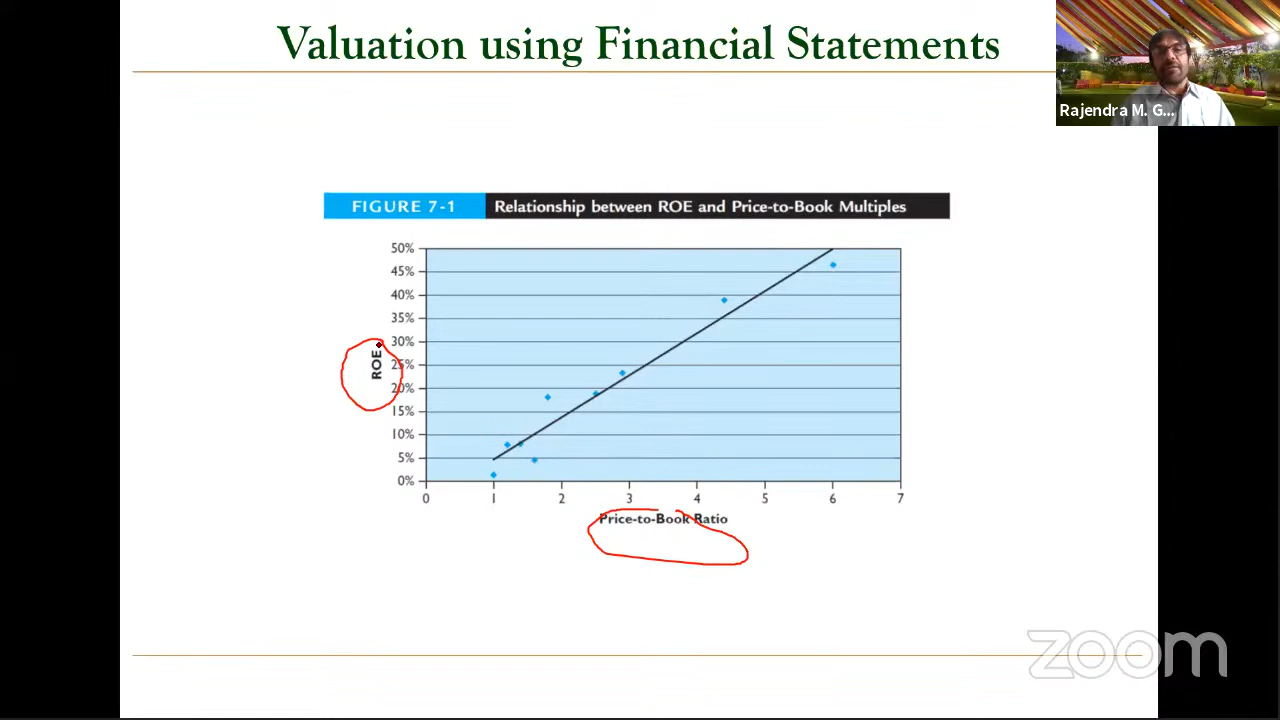 Valuation using Financial Statements
Rajendra M. G...
FIGURE 7-1 Relationship between ROE and Price-to-Book Multiples
50%
45%
40%
35%
30%
25%
20%
15%
10%
5%
0%
ROE
0 1 2 3 4 5 6 7
Price-to-Book Ratio
zoom